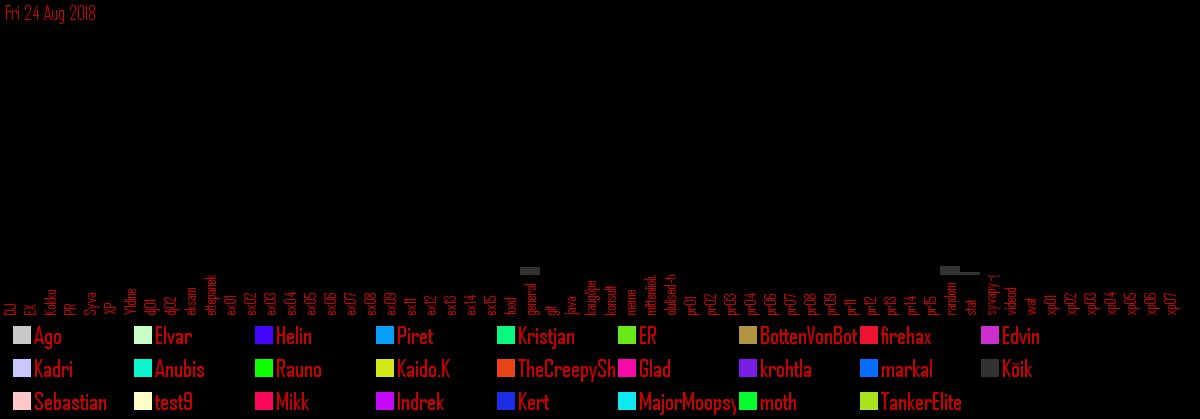 Fri 24 Aug 2018
DJ EX Kokku PR Syva XP Yldine dj01 dj02 eksam ettepanek ex01 ex02 ex03 ex04 ex05 ex06 ex07 ex08 ex09 ex11 ex12 ex13 ex14 ex15 food general git java kaugõpe konsult meme mitteniloli. olulised-h pr01 pr02 pr03 pr04 pr06 pr07 pr08 pr09 pr11 pr12 pr13 pr14 pr15 random stat syvapy-( videod wat xp01 xp02 xp03 xp04 xp05 xp06 xp07
Ago Elvar Helin Piret Kristjan ER BottenVonBot firehax Edvin
Kadri Anubis Rauno Kaido.K TheCreepySh Glad krohtla markal Kõik
Sebastian test9 Mikk Indrek Kert MajorMoopsy moth TankerElite